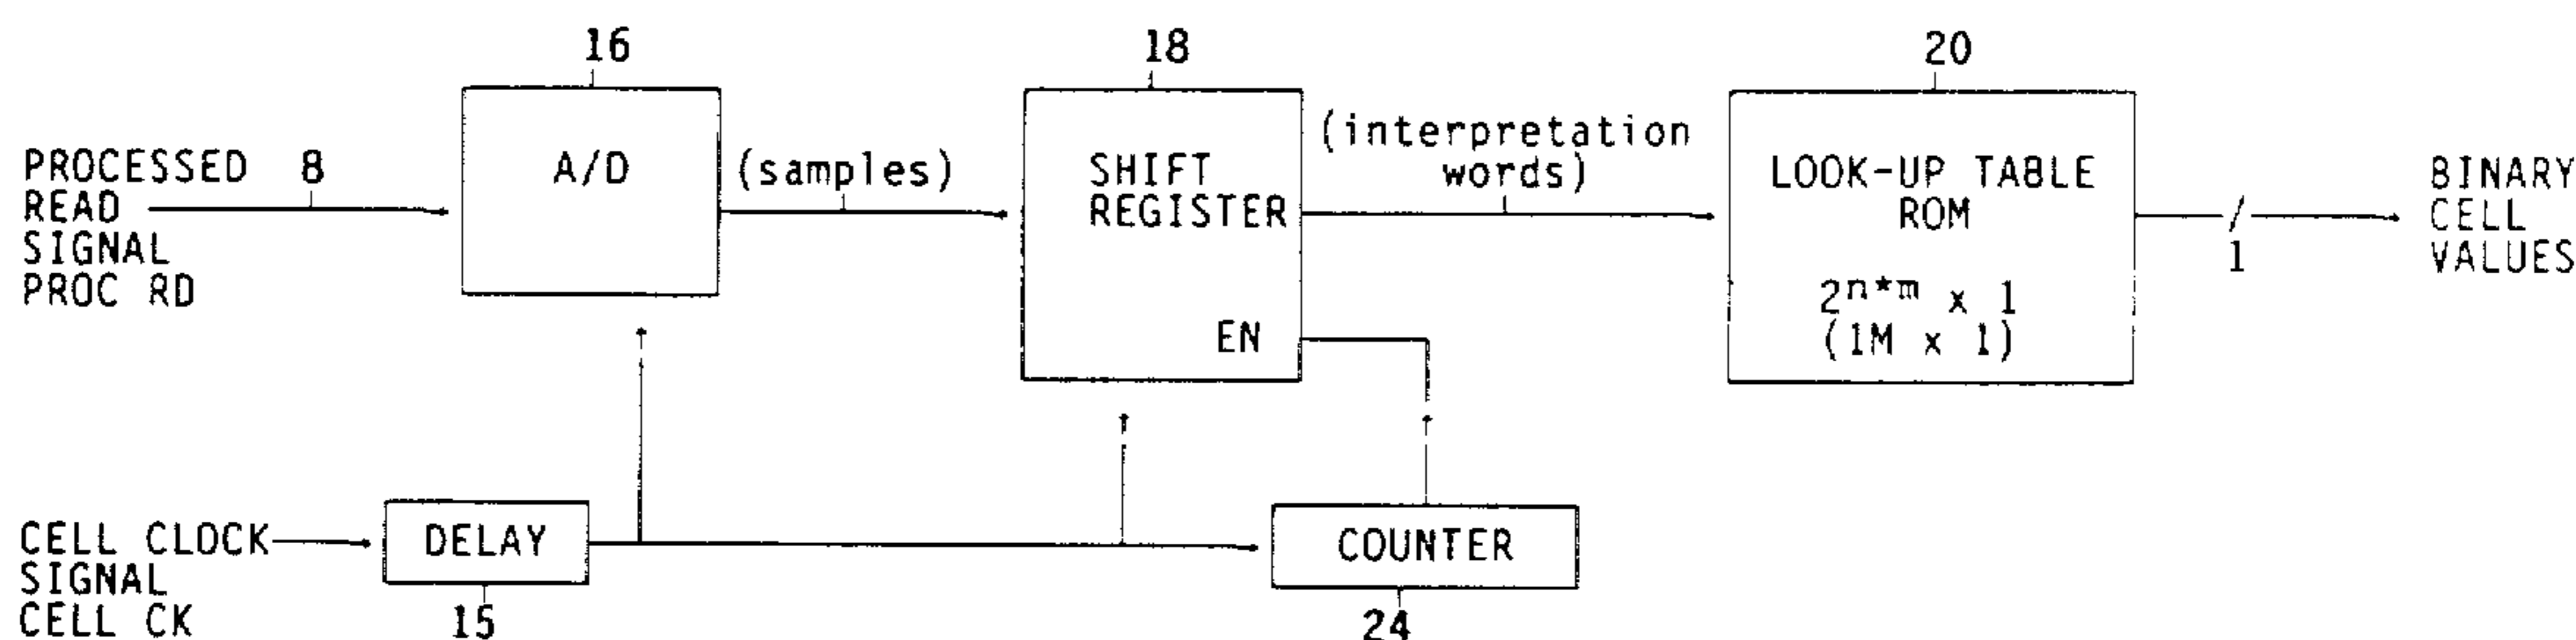 16
18
20
PROCESSED 8
READ
SIGNAL
PROC RD
A/D
(samples)
SHIFT
REGISTER
EN
(interpretation
words)
LOOK-UP TABLE
ROM
2^n*m x 1
(1M x 1)
/
1
BINARY
CELL
VALUES
CELL CLOCK
SIGNAL
CELL CK
DELAY
15
COUNTER
24